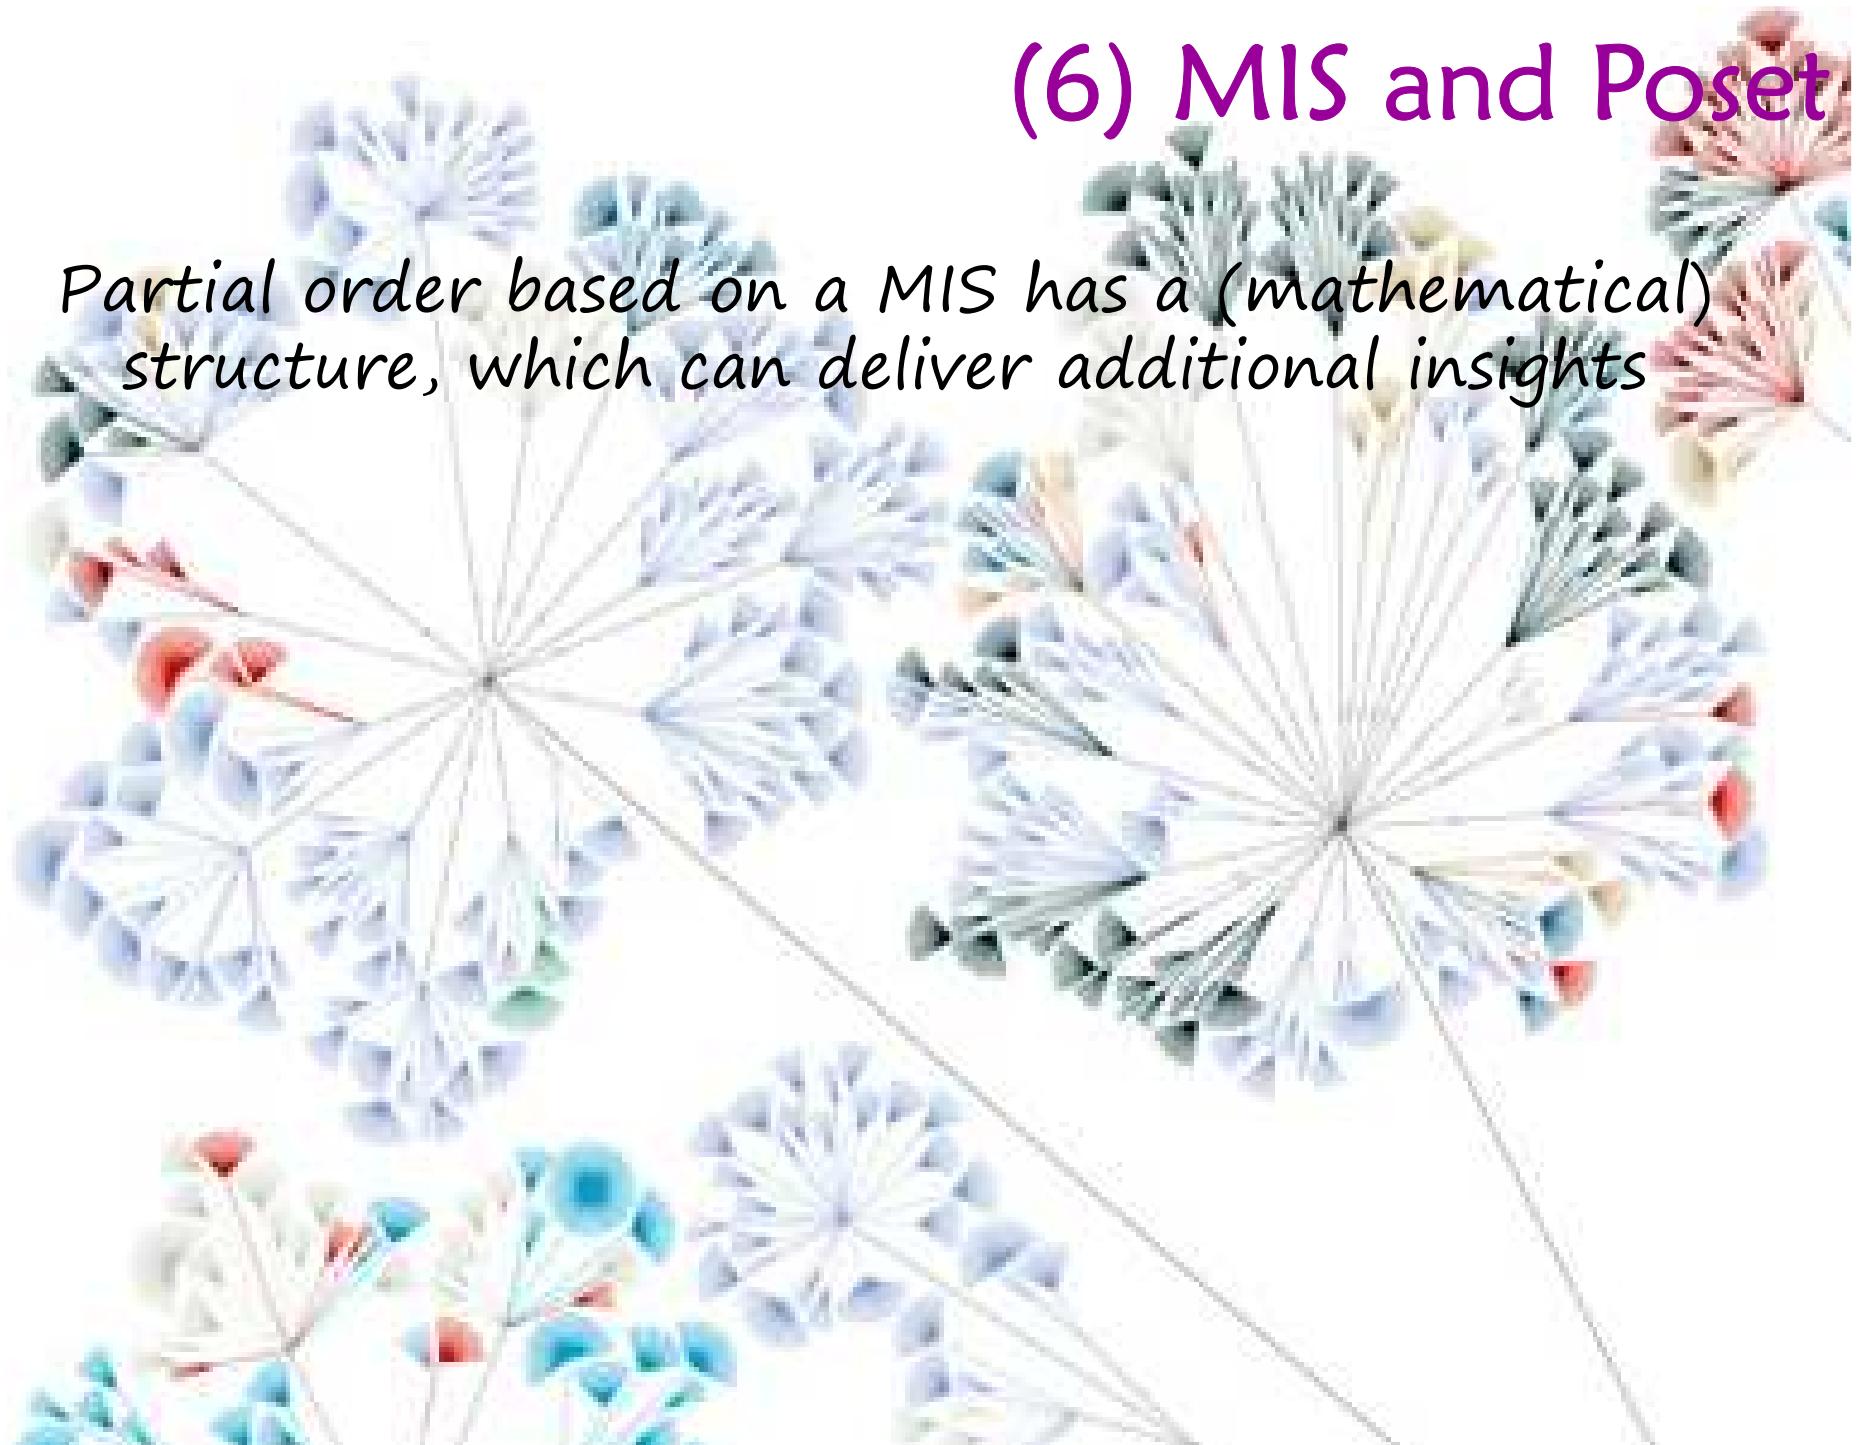 (6) MIS and Poset
Partial order based on a MIS has a (mathematical)
structure, which can deliver additional insights